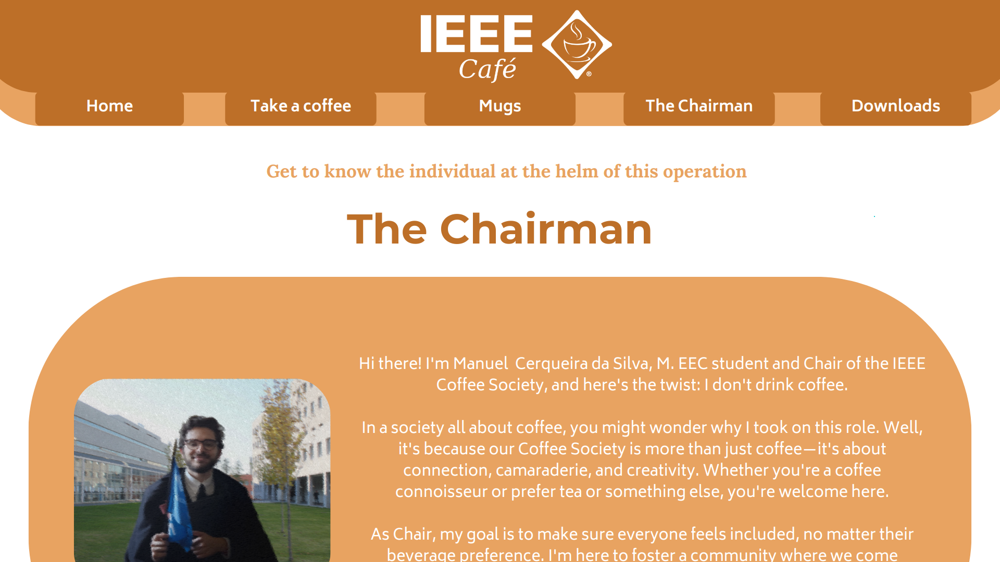 IEEE
Café
®
Home
Take a coffee
Mugs
The Chairman
Downloads
Get to know the individual at the helm of this operation
The Chairman
Hi there! I'm Manuel  Cerqueira da Silva, M. EEC student and Chair of the IEEE
Coffee Society, and here's the twist: I don't drink coffee.
In a society all about coffee, you might wonder why I took on this role. Well,
it's because our Coffee Society is more than just coffee—it's about
connection, camaraderie, and creativity. Whether you're a coffee
connoisseur or prefer tea or something else, you're welcome here.
As Chair, my goal is to make sure everyone feels included, no matter their
beverage preference. I'm here to foster a community where we come